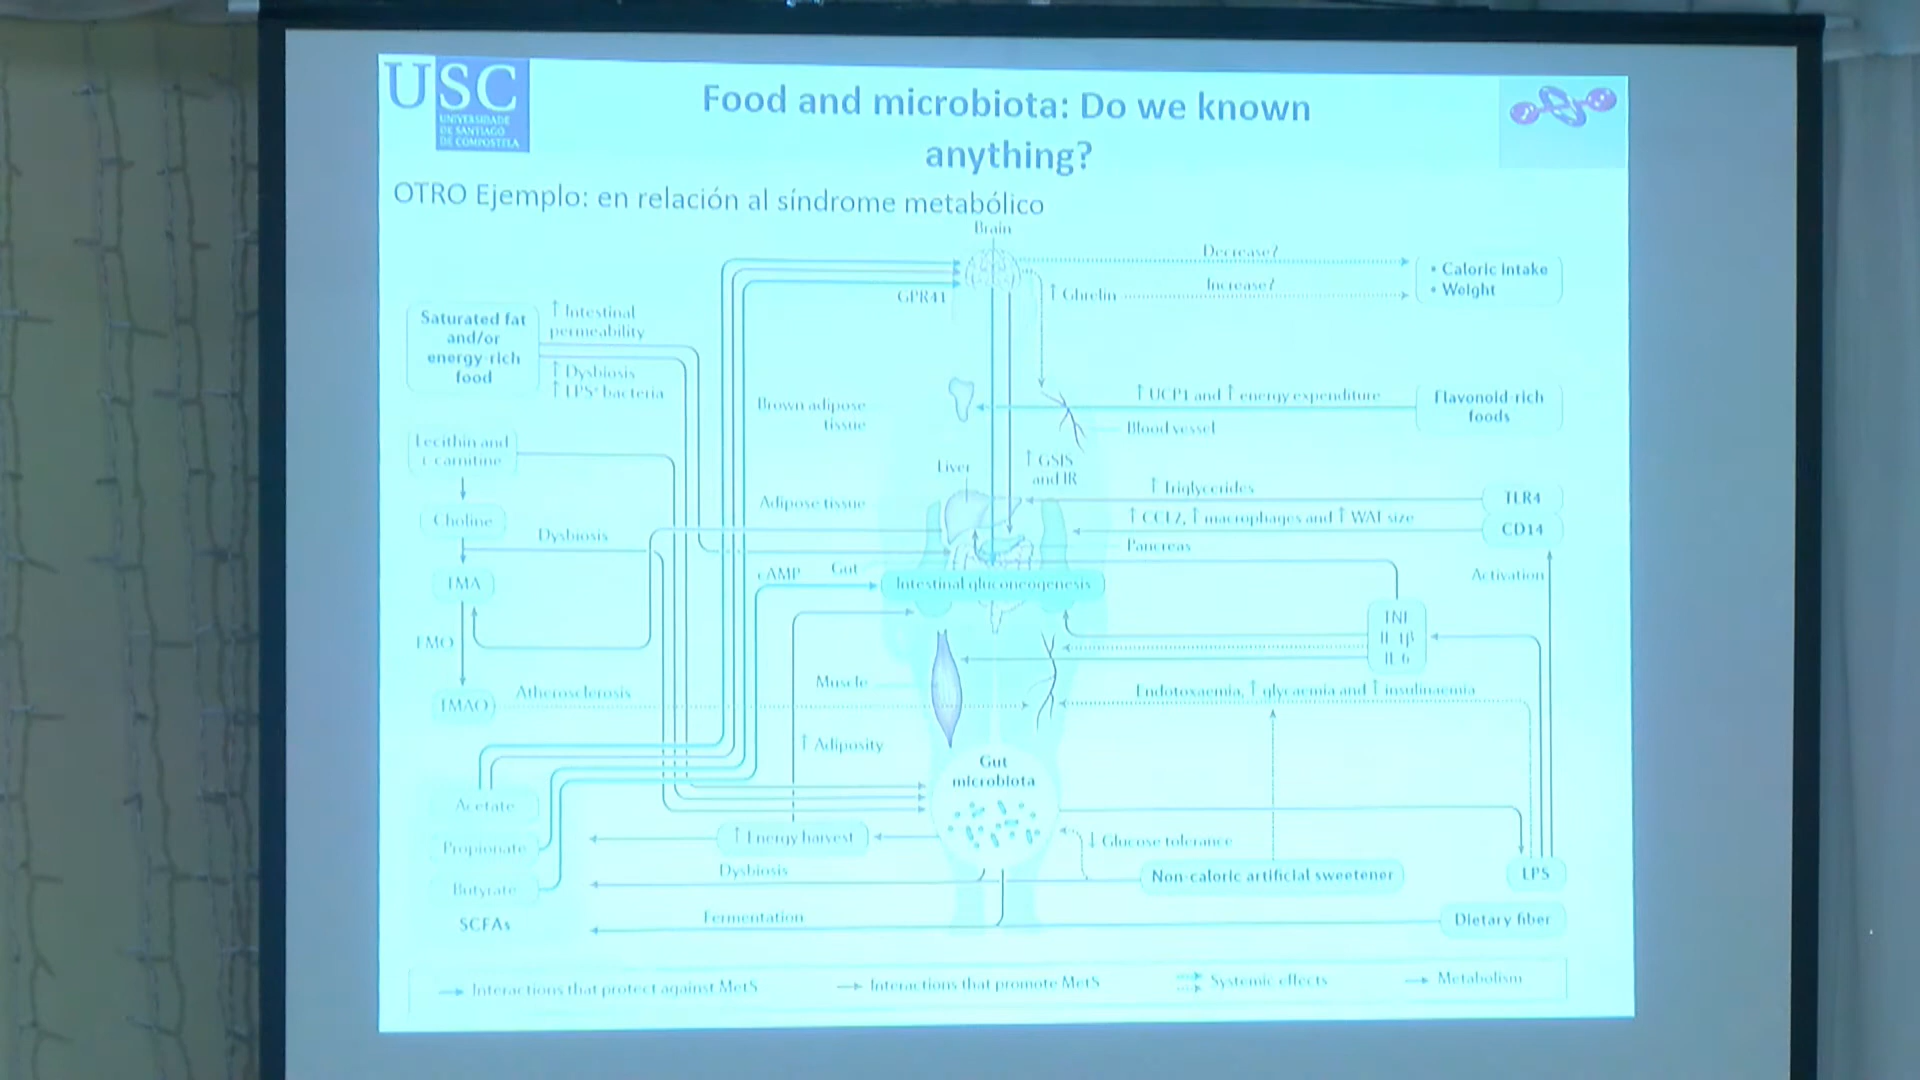 USC
UNIVERSIDADE
DE SANTIAGO
DE COMPOSTELA
Food and microbiota: Do we known
anything?
OTRO Ejemplo: en relación al síndrome metabólico
Brain
Decrease?
Increase?
• Caloric intake
• Weight
GPR41
↑ Ghrelin
Saturated fat
and/or
energy-rich
food
↑ Intestinal
permeability
↑ Dysbiosis
↑ LPS⁺ bacteria
Brown adipose
tissue
↑ UCP1 and ↑ energy expenditure
Flavonoid-rich
foods
Blood vessel
Lecithin and
L-carnitine
Liver
↑ GSIS
and IR
Adipose tissue
↑ Triglycerides
TLR4
↑ CCL2, ↑ macrophages and ↑ WAT size
CD14
Choline
Dysbiosis
Pancreas
cAMP
Gut
Intestinal gluconeogenesis
Activation
TMA
TNF
IL-1β
IL-6
FMO
Muscle
Atherosclerosis
TMAO
Endotoxaemia, ↑ glycaemia and ↑ insulinaemia
↑ Adiposity
Gut
microbiota
Acetate
↑ Energy harvest
↓ Glucose tolerance
Propionate
Dysbiosis
Non-caloric artificial sweetener
LPS
Butyrate
Fermentation
SCFAs
Dietary fiber
Interactions that protect against MetS
Interactions that promote MetS
Systemic effects
Metabolism